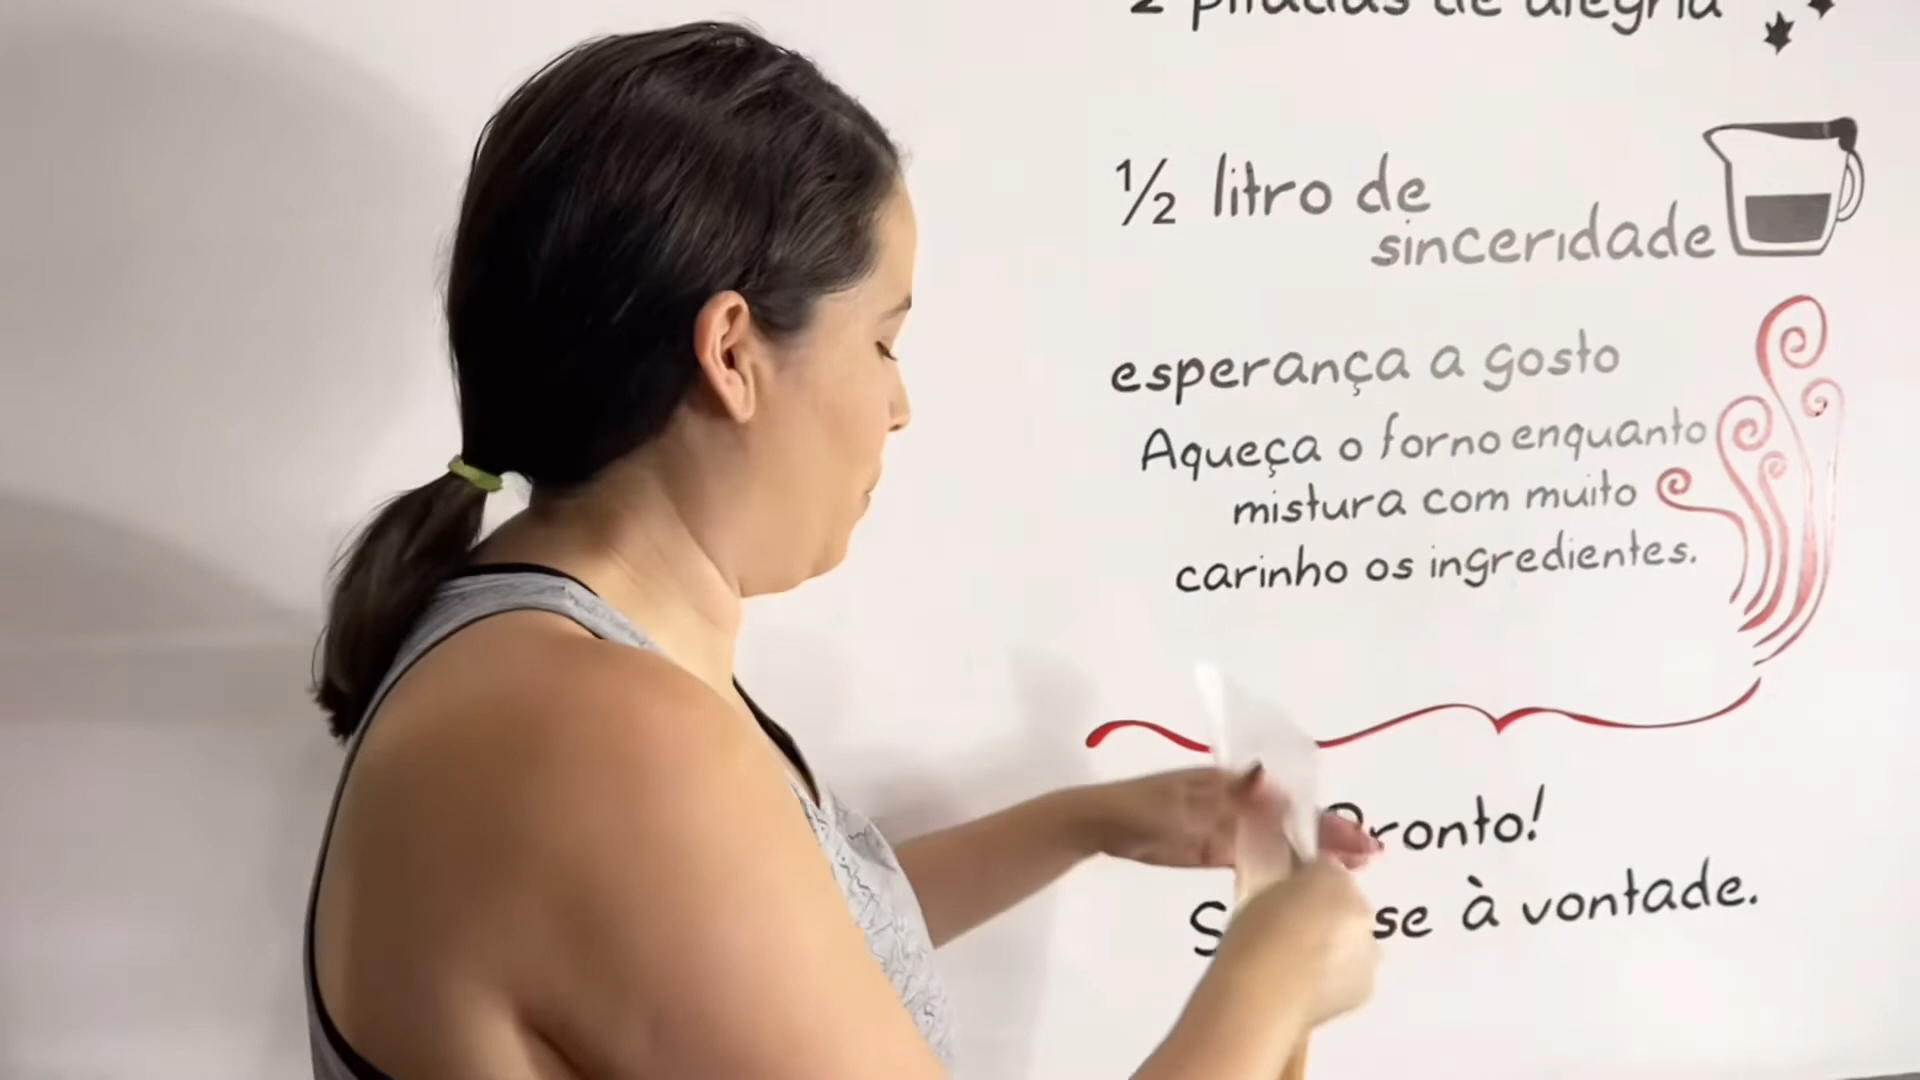 2 pitadas de alegria
½ litro de
sinceridade
esperança a gosto
Aqueça o forno enquanto
mistura com muito
carinho os ingredientes.
Pronto!
se à vontade.